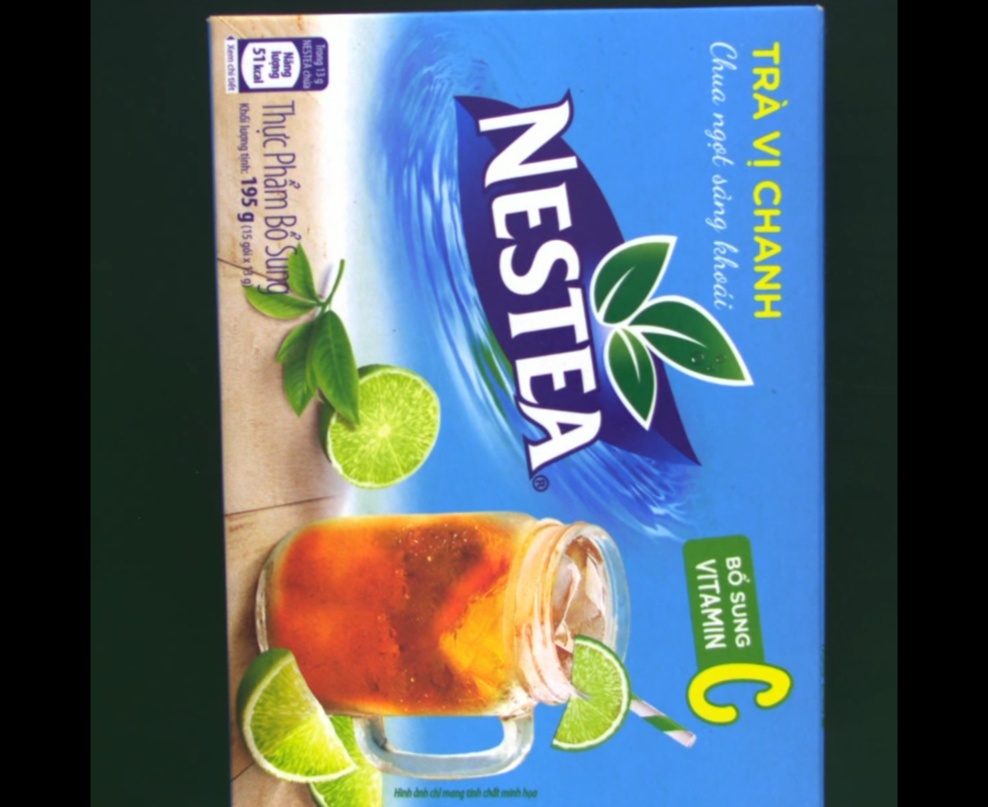 TRÀ VỊ CHANH
Chua ngọt sảng khoái
NESTEA®
BỔ SUNG
VITAMIN
C
Trong 13 g
NESTEA chứa
Năng
lượng
51 kcal
Xem chi tiết
Thực Phẩm Bổ Sung
Khối lượng tịnh: 195 g (15 gói x 13 g)
Hình ảnh chỉ mang tính chất minh họa